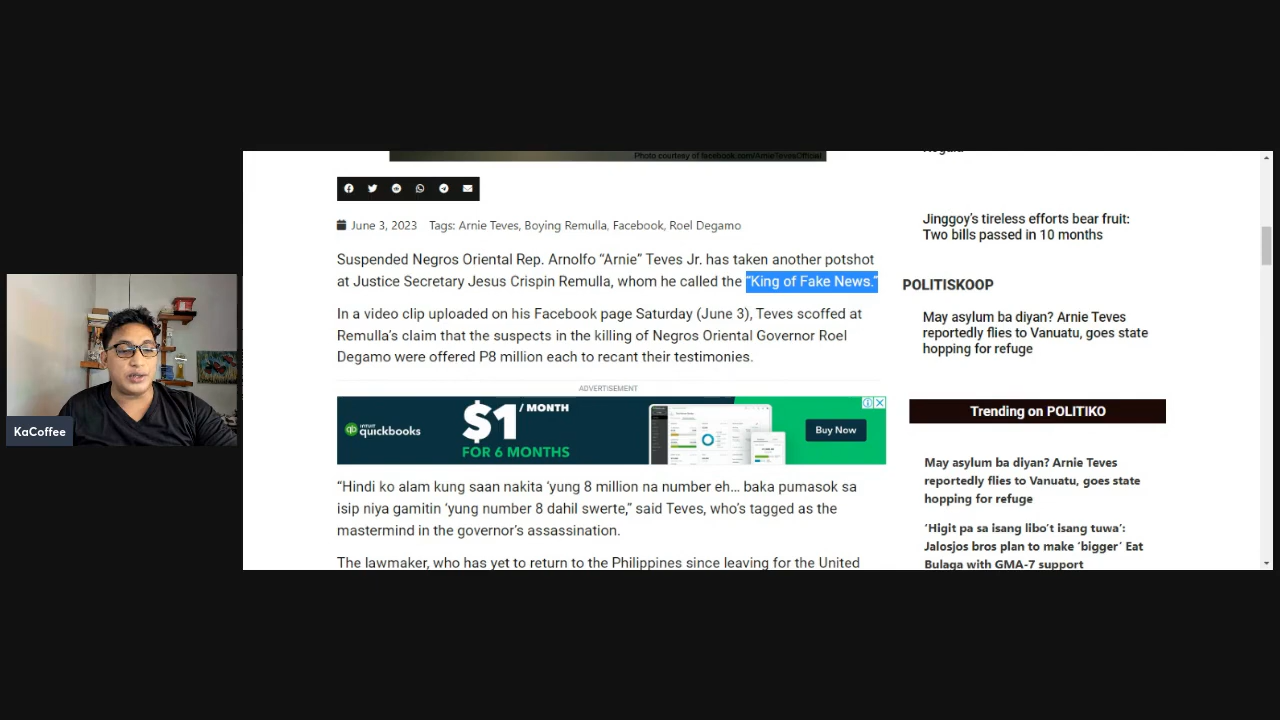 KaCoffee
Photo courtesy of facebook.com/ArnieTevesOfficial
June 3, 2023 Tags: Arnie Teves, Boying Remulla, Facebook, Roel Degamo
Suspended Negros Oriental Rep. Arnolfo “Arnie” Teves Jr. has taken another potshot
at Justice Secretary Jesus Crispin Remulla, whom he called the “King of Fake News.”
In a video clip uploaded on his Facebook page Saturday (June 3), Teves scoffed at
Remulla’s claim that the suspects in the killing of Negros Oriental Governor Roel
Degamo were offered P8 million each to recant their testimonies.
ADVERTISEMENT
intuit
quickbooks
$1 / MONTH
FOR 6 MONTHS
Buy Now
“Hindi ko alam kung saan nakita ‘yung 8 million na number eh… baka pumasok sa
isip niya gamitin ‘yung number 8 dahil swerte,” said Teves, who’s tagged as the
mastermind in the governor’s assassination.
The lawmaker, who has yet to return to the Philippines since leaving for the United
Jinggoy’s tireless efforts bear fruit:
Two bills passed in 10 months
POLITISKOOP
May asylum ba diyan? Arnie Teves
reportedly flies to Vanuatu, goes state
hopping for refuge
Trending on POLITIKO
May asylum ba diyan? Arnie Teves
reportedly flies to Vanuatu, goes state
hopping for refuge
‘Higit pa sa isang libo’t isang tuwa’:
Jalosjos bros plan to make ‘bigger’ Eat
Bulaga with GMA-7 support